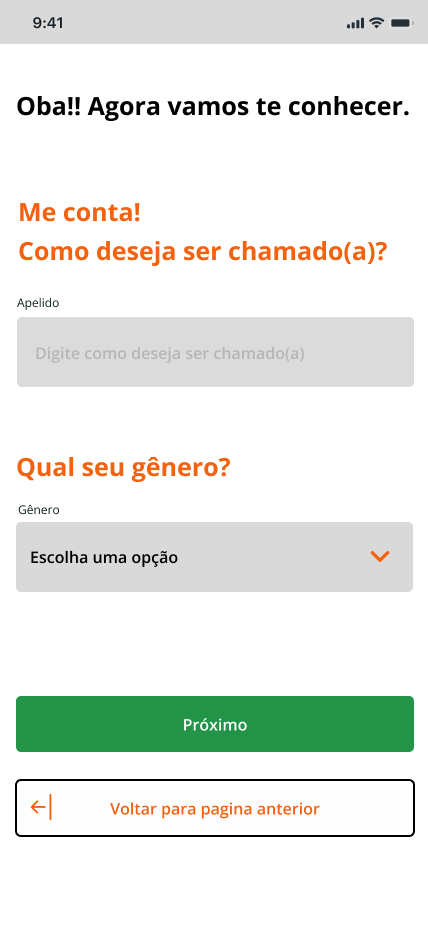 9:41
Oba!! Agora vamos te conhecer.
Me conta!
Como deseja ser chamado(a)?
Apelido
Digite como deseja ser chamado(a)
Qual seu gênero?
Gênero
Escolha uma opção
Próximo
Voltar para pagina anterior